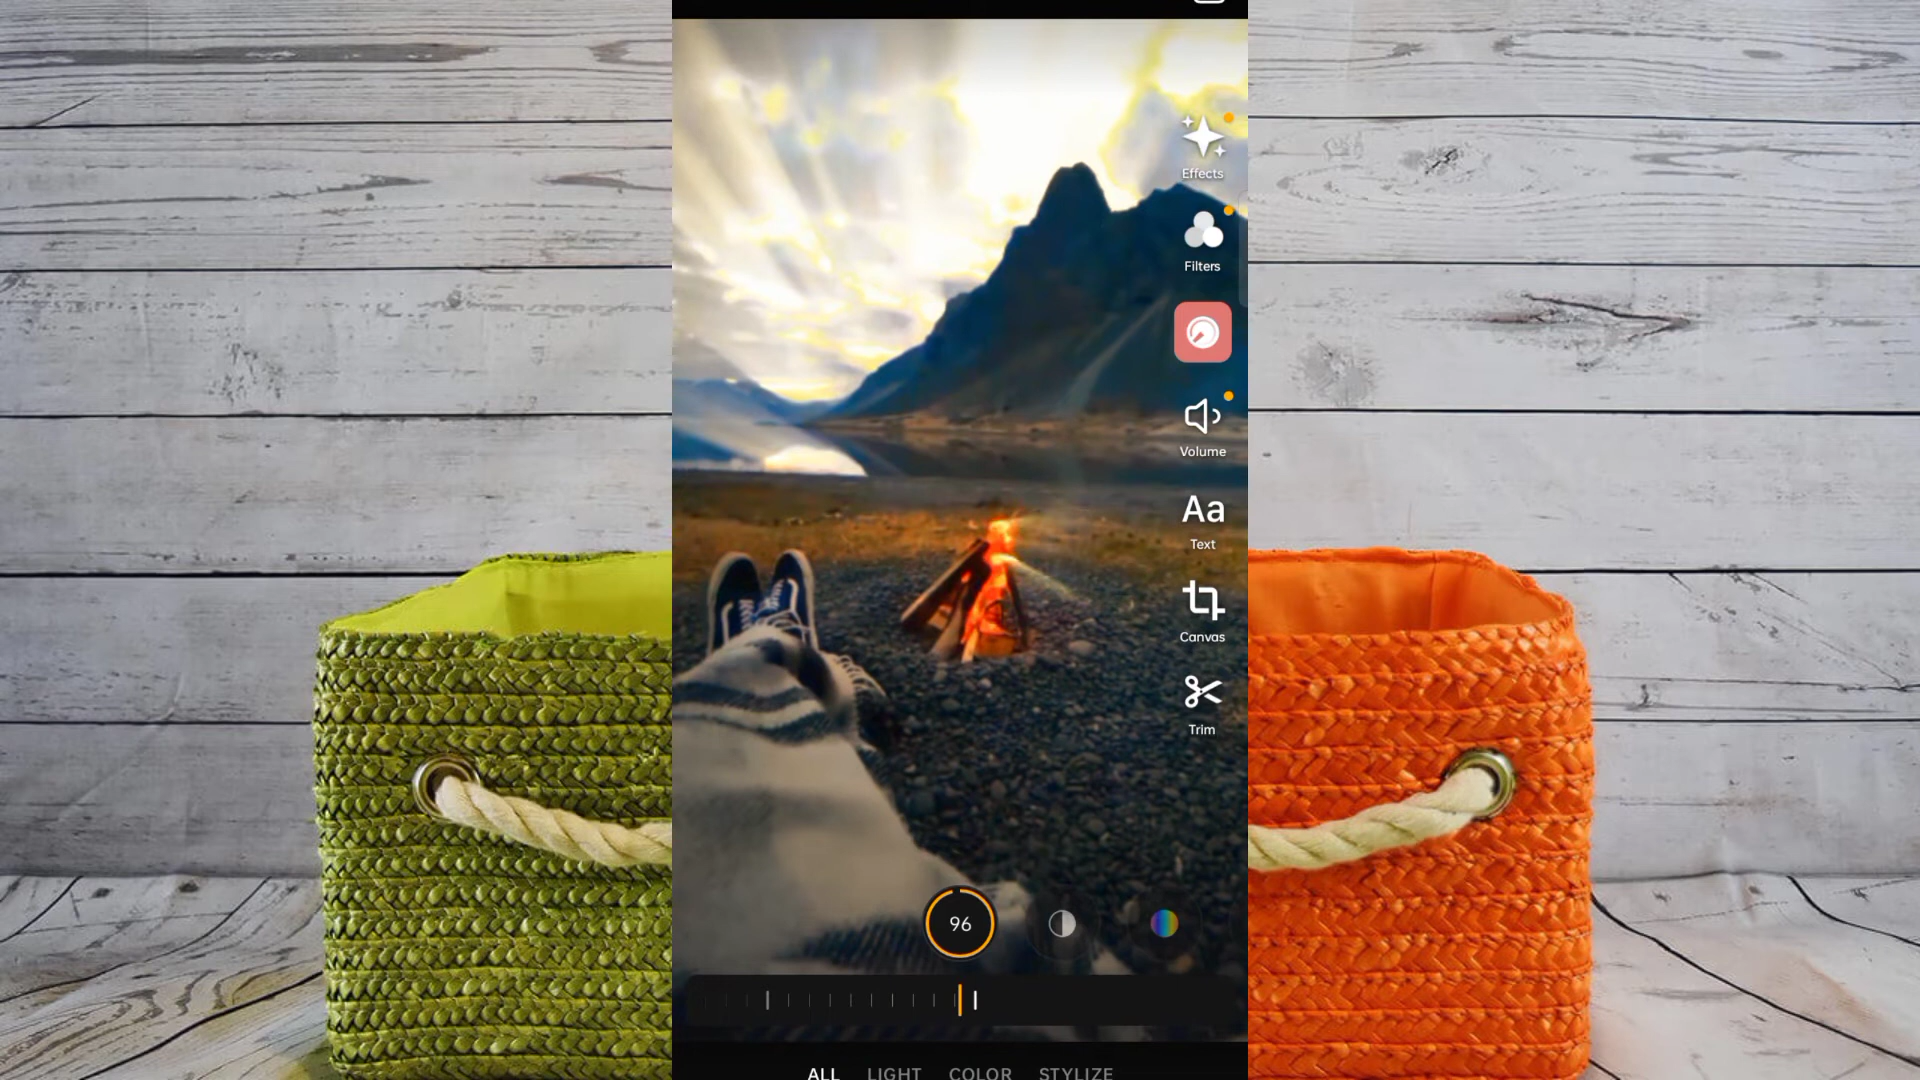 Effects
Filters
Volume
Aa
Text
Canvas
Trim
96
ALL LIGHT COLOR STYLIZE